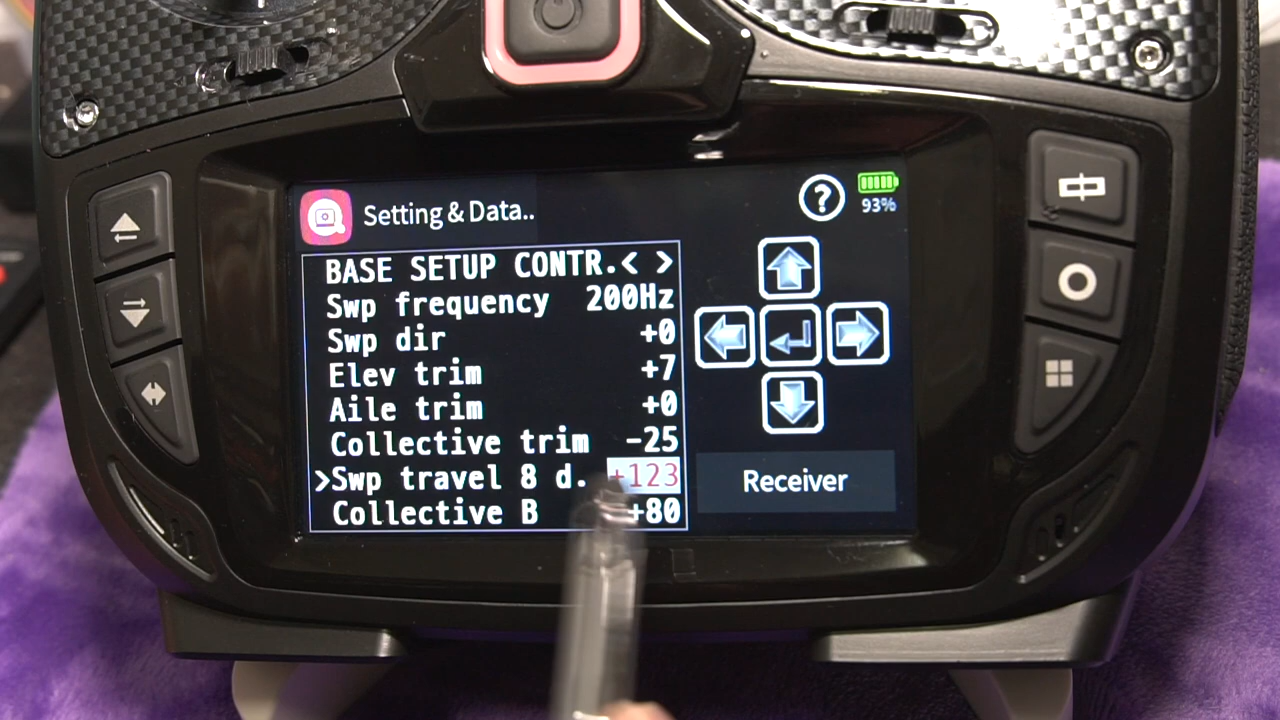 Setting & Data..
?
93%
BASE SETUP CONTR.< >
Swp frequency 200Hz
Swp dir +0
Elev trim +7
Aile trim +0
Collective trim -25
>Swp travel 8 d. +123
Collective B +80
Receiver